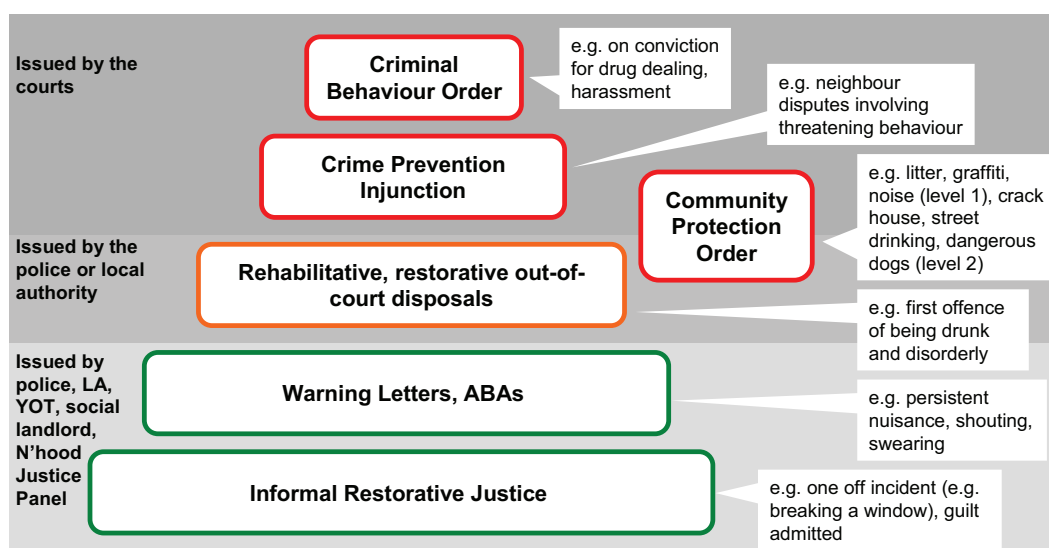 Issued by the
courts
Criminal
Behaviour Order
e.g. on conviction
for drug dealing,
harassment
e.g. neighbour
disputes involving
threatening behaviour
Crime Prevention
Injunction
Community
Protection
Order
e.g. litter, graffiti,
noise (level 1), crack
house, street
drinking, dangerous
dogs (level 2)
Issued by the
police or local
authority
Rehabilitative, restorative out-of-
court disposals
e.g. first offence
of being drunk
and disorderly
Issued by
police, LA,
YOT, social
landlord,
N'hood
Justice
Panel
Warning Letters, ABAs
e.g. persistent
nuisance, shouting,
swearing
Informal Restorative Justice
e.g. one off incident (e.g.
breaking a window), guilt
admitted